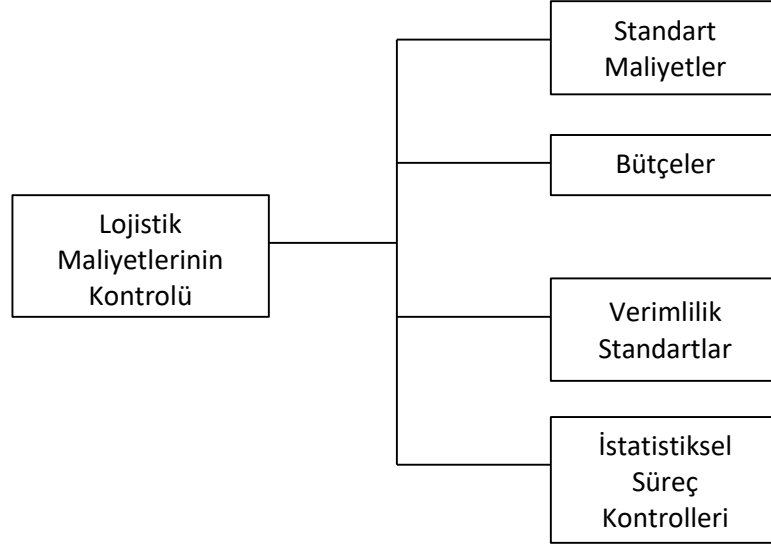 Standart
Maliyetler
Bütçeler
Lojistik
Maliyetlerinin
Kontrolü
Verimlilik
Standartlar
İstatistiksel
Süreç
Kontrolleri